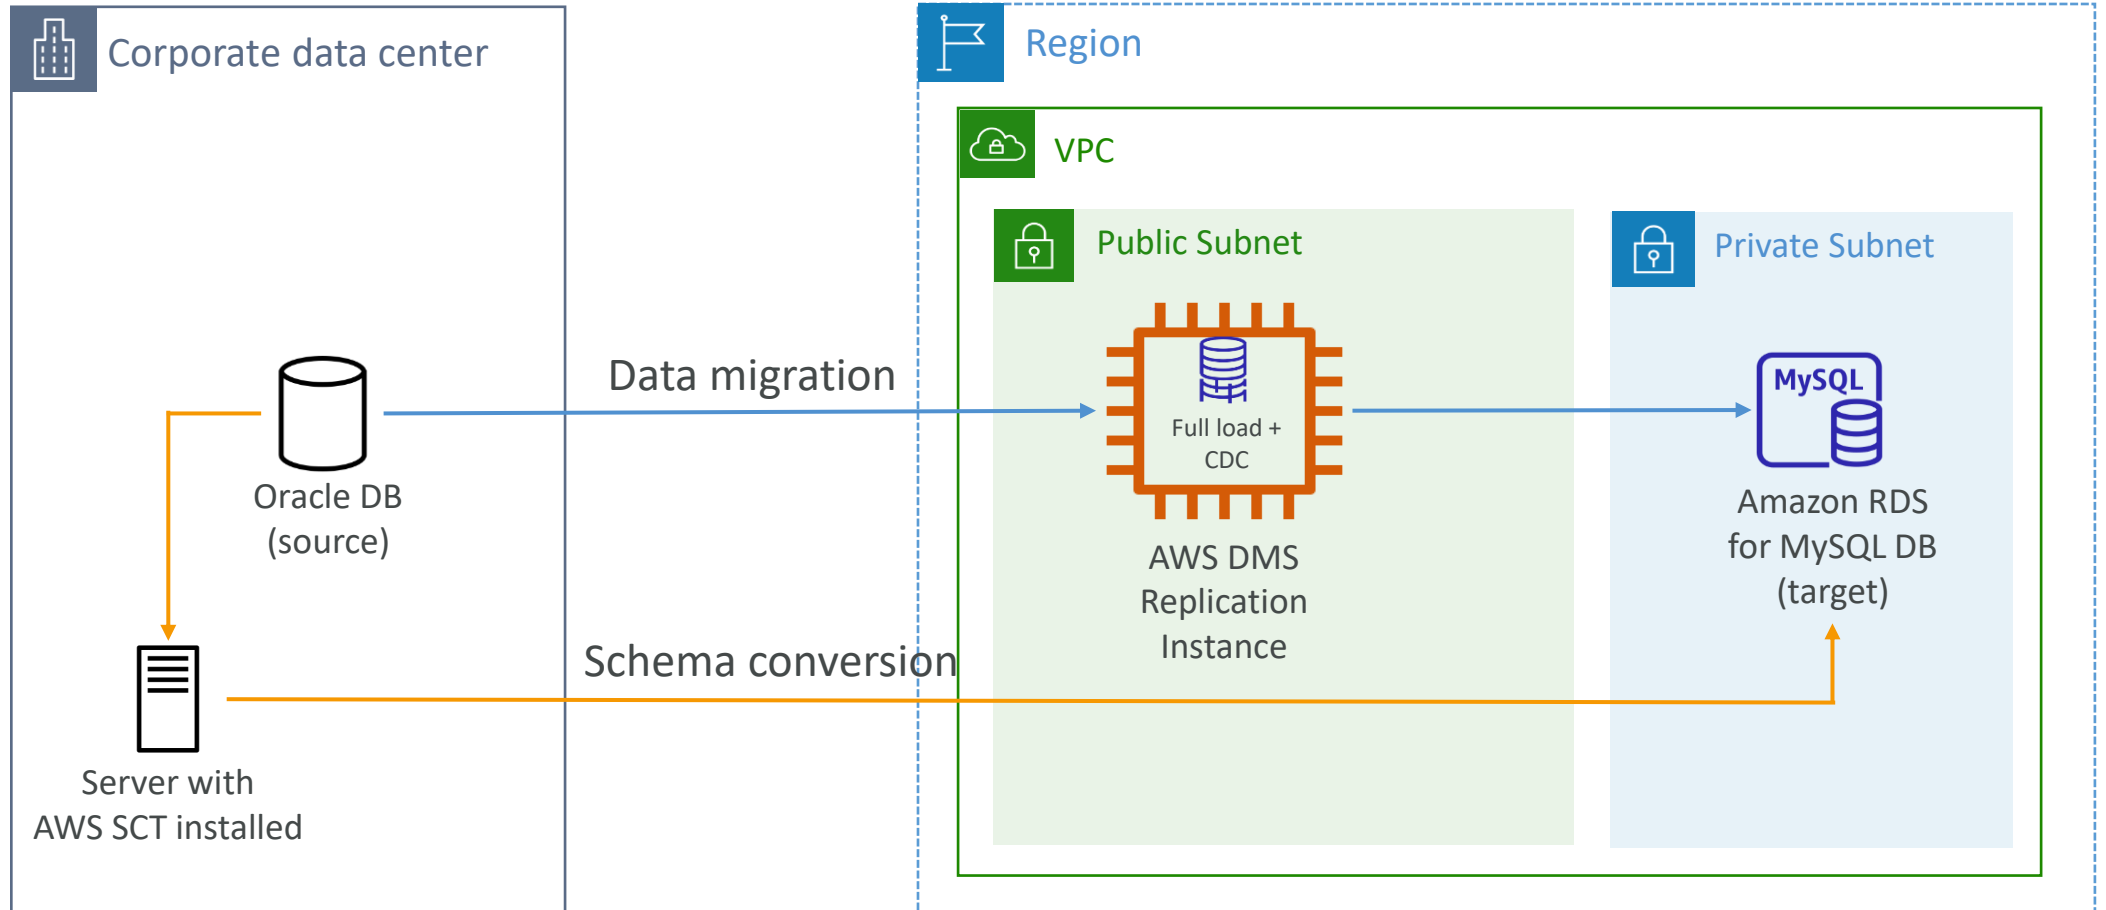 Corporate data center
Region
VPC
Public Subnet
Private Subnet
Data migration
MySQL
Full load +
CDC
Oracle DB
(source)
AWS DMS
Replication
Instance
Amazon RDS
for MySQL DB
(target)
Schema conversion
Server with
AWS SCT installed